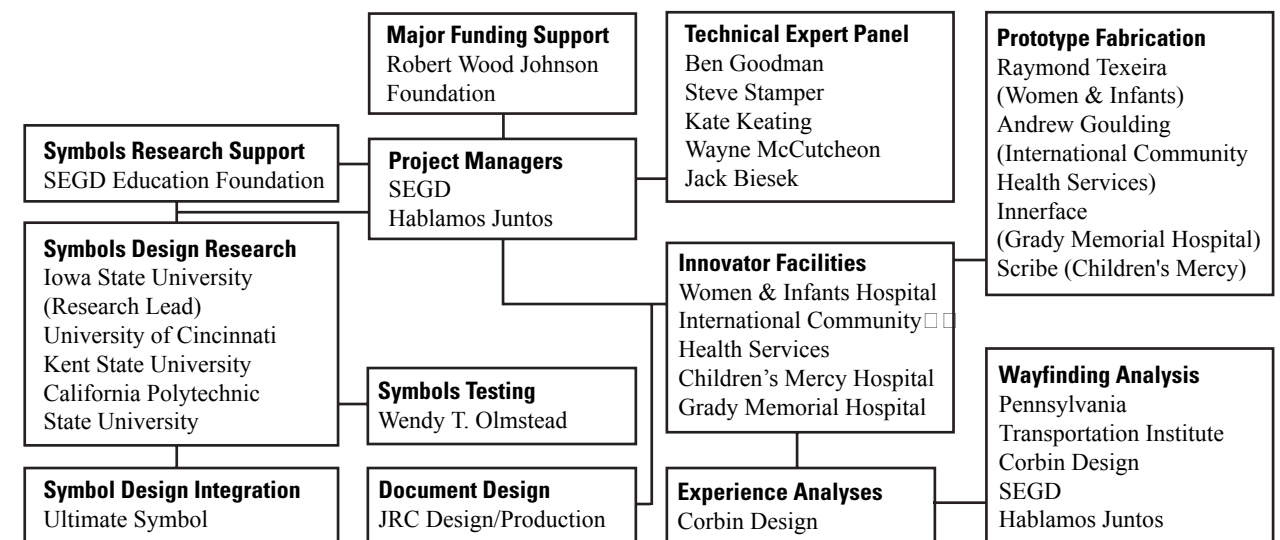 Major Funding Support
Robert Wood Johnson
Foundation
Technical Expert Panel
Ben Goodman
Steve Stamper
Kate Keating
Wayne McCutcheon
Jack Biesek
Prototype Fabrication
Raymond Texeira
(Women & Infants)
Andrew Goulding
(International Community
Health Services)
Innerface
(Grady Memorial Hospital)
Scribe (Children's Mercy)
Symbols Research Support
SEGD Education Foundation
Project Managers
SEGD
Hablamos Juntos
Symbols Design Research
Iowa State University
(Research Lead)
University of Cincinnati
Kent State University
California Polytechnic
State University
Innovator Facilities
Women & Infants Hospital
International Community□□
Health Services
Children’s Mercy Hospital
Grady Memorial Hospital
Symbols Testing
Wendy T. Olmstead
Wayfinding Analysis
Pennsylvania
Transportation Institute
Corbin Design
SEGD
Hablamos Juntos
Symbol Design Integration
Ultimate Symbol
Document Design
JRC Design/Production
Experience Analyses
Corbin Design